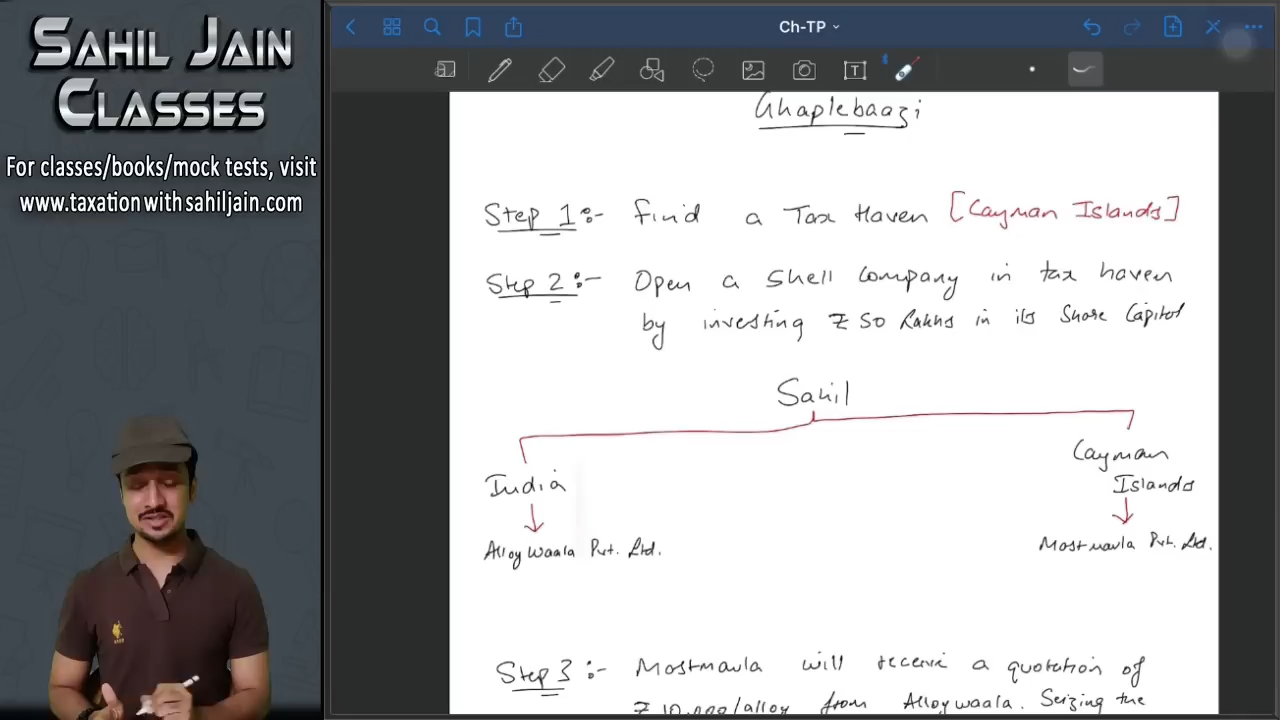 SAHIL JAIN
CLASSES
For classes/books/mock tests, visit
www.taxationwithsahiljain.com
Ch-TP
T
Ghaplebaazi
Step 1:- Find a Tax Haven [Cayman Islands]
Step 2:- Open a Shell company in tax haven
by investing ₹ 50 Lakhs in its Share Capital
Sahil
India
Cayman
Islands
Alloywaala Pvt. Ltd.
Mostmaula Pvt. Ltd.
Step 3:- Mostmaula will receive a quotation of
₹ 10,000/alloy from Alloywaala. Seizing the